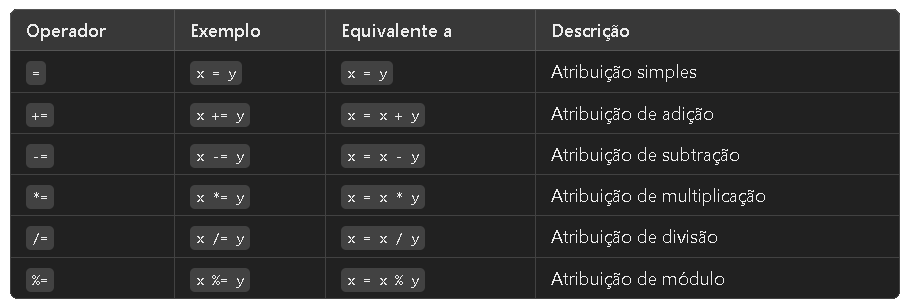 Operador Exemplo Equivalente a Descrição
= x = y x = y Atribuição simples
+= x += y x = x + y Atribuição de adição
-= x -= y x = x - y Atribuição de subtração
*= x *= y x = x * y Atribuição de multiplicação
/= x /= y x = x / y Atribuição de divisão
%= x %= y x = x % y Atribuição de módulo